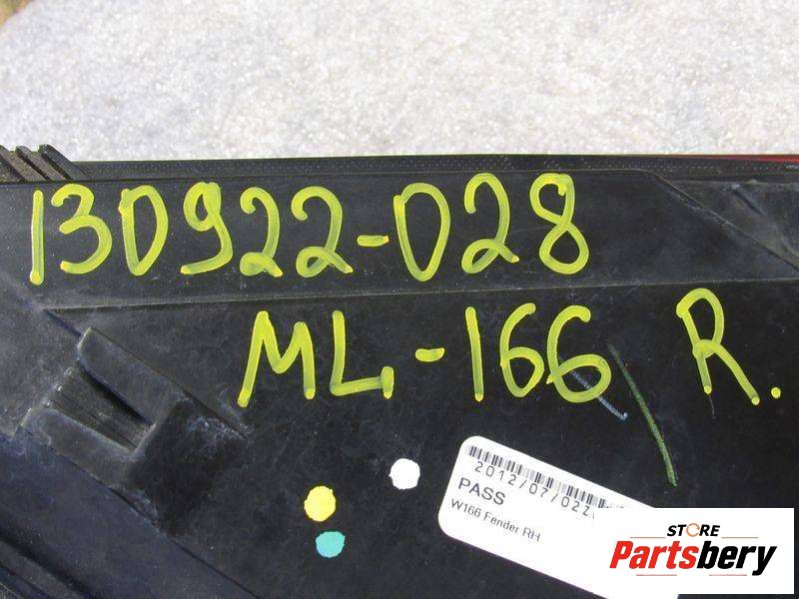 130922-028
ML-166 R.
2012/07/02
PASS
W166 Fender RH
STORE
Partsbery